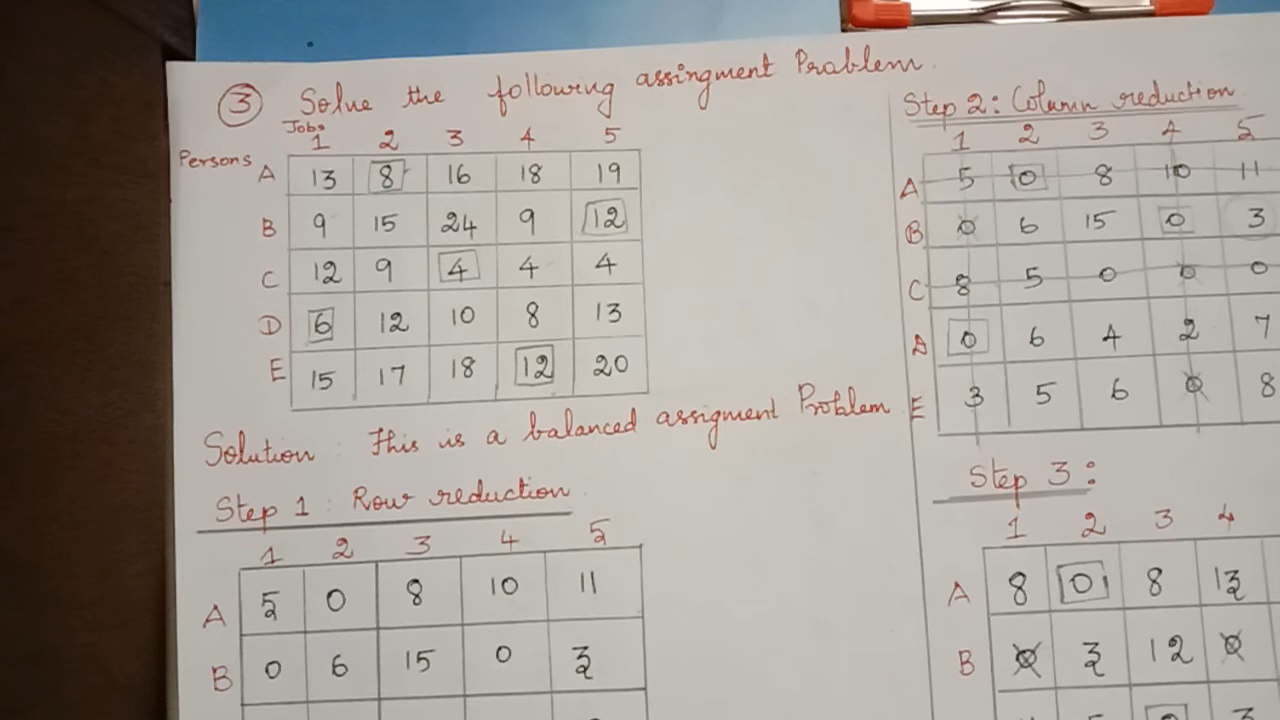 3 Solve the following assingment Problem.
Jobs
1 2 3 4 5
Persons
A 13 8 16 18 19
B 9 15 24 9 12
C 12 9 4 4 4
D 6 12 10 8 13
E 15 17 18 12 20
Solution : This is a balanced assigment Problem
Step 1 : Row reduction
1 2 3 4 5
A 5 0 8 10 11
B 0 6 15 0 3
Step 2 : Column reduction
1 2 3 4 5
A 5 0 8 10 11
B 0 6 15 0 3
C 8 5 0 0 0
D 0 6 4 2 7
E 3 5 6 0 8
Step 3 :
1 2 3 4
A 8 0 8 13
B 0 3 12 0